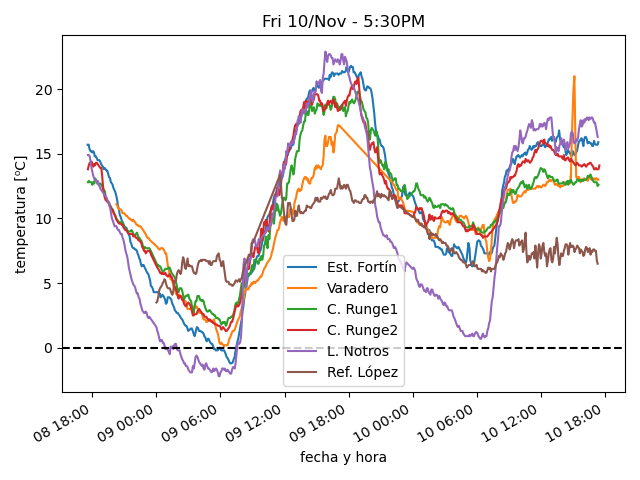 Fri 10/Nov - 5:30PM
temperatura [ºC]
20
15
10
5
0
Est. Fortín
Varadero
C. Runge1
C. Runge2
L. Notros
Ref. López
08 18:00
09 00:00
09 06:00
09 12:00
09 18:00
10 00:00
10 06:00
10 12:00
10 18:00
fecha y hora